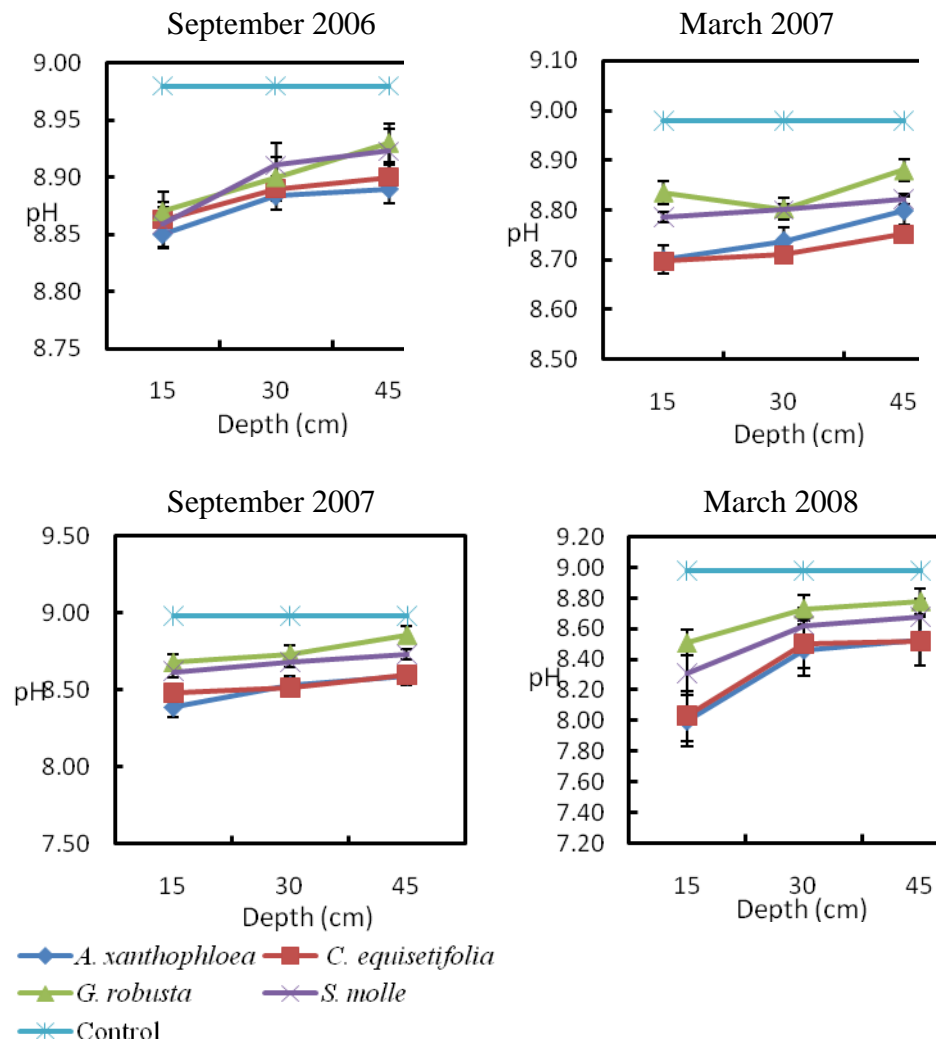 September 2006
9.00
8.95
8.90
8.85
8.80
8.75
pH
15 30 45
Depth (cm)
March 2007
9.10
9.00
8.90
8.80
8.70
8.60
8.50
pH
15 30 45
Depth (cm)
September 2007
9.50
9.00
8.50
8.00
7.50
pH
15 30 45
Depth (cm)
March 2008
9.20
9.00
8.80
8.60
8.40
8.20
8.00
7.80
7.60
7.40
7.20
pH
15 30 45
Depth (cm)
A. xanthophloea C. equisetifolia
G. robusta S. molle
Control